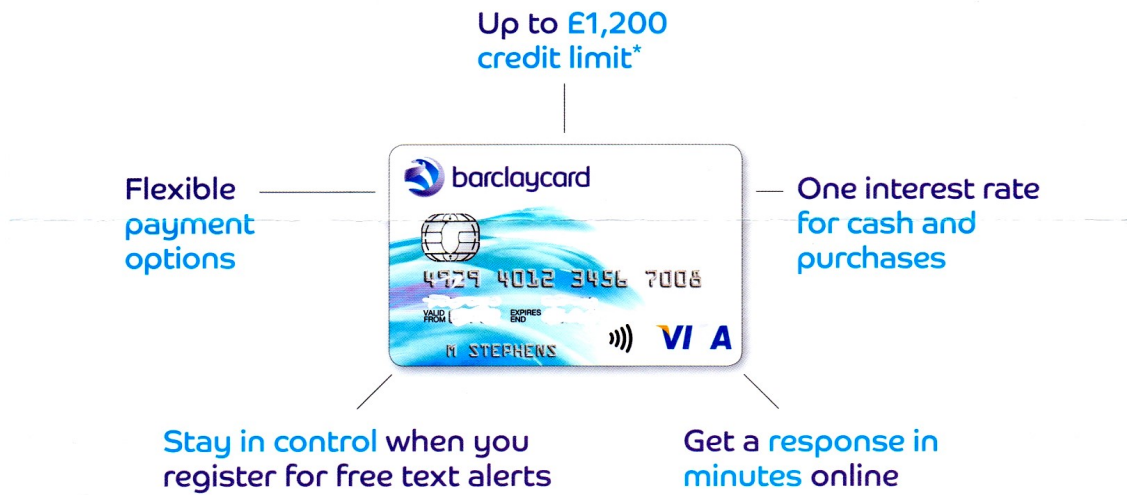 Up to £1,200
credit limit*
barclaycard
Flexible
payment
options
One interest rate
for cash and
purchases
4929 4012 3456 7008
VALID
FROM
EXPIRES
END
VI A
M STEPHENS
Stay in control when you
register for free text alerts
Get a response in
minutes online